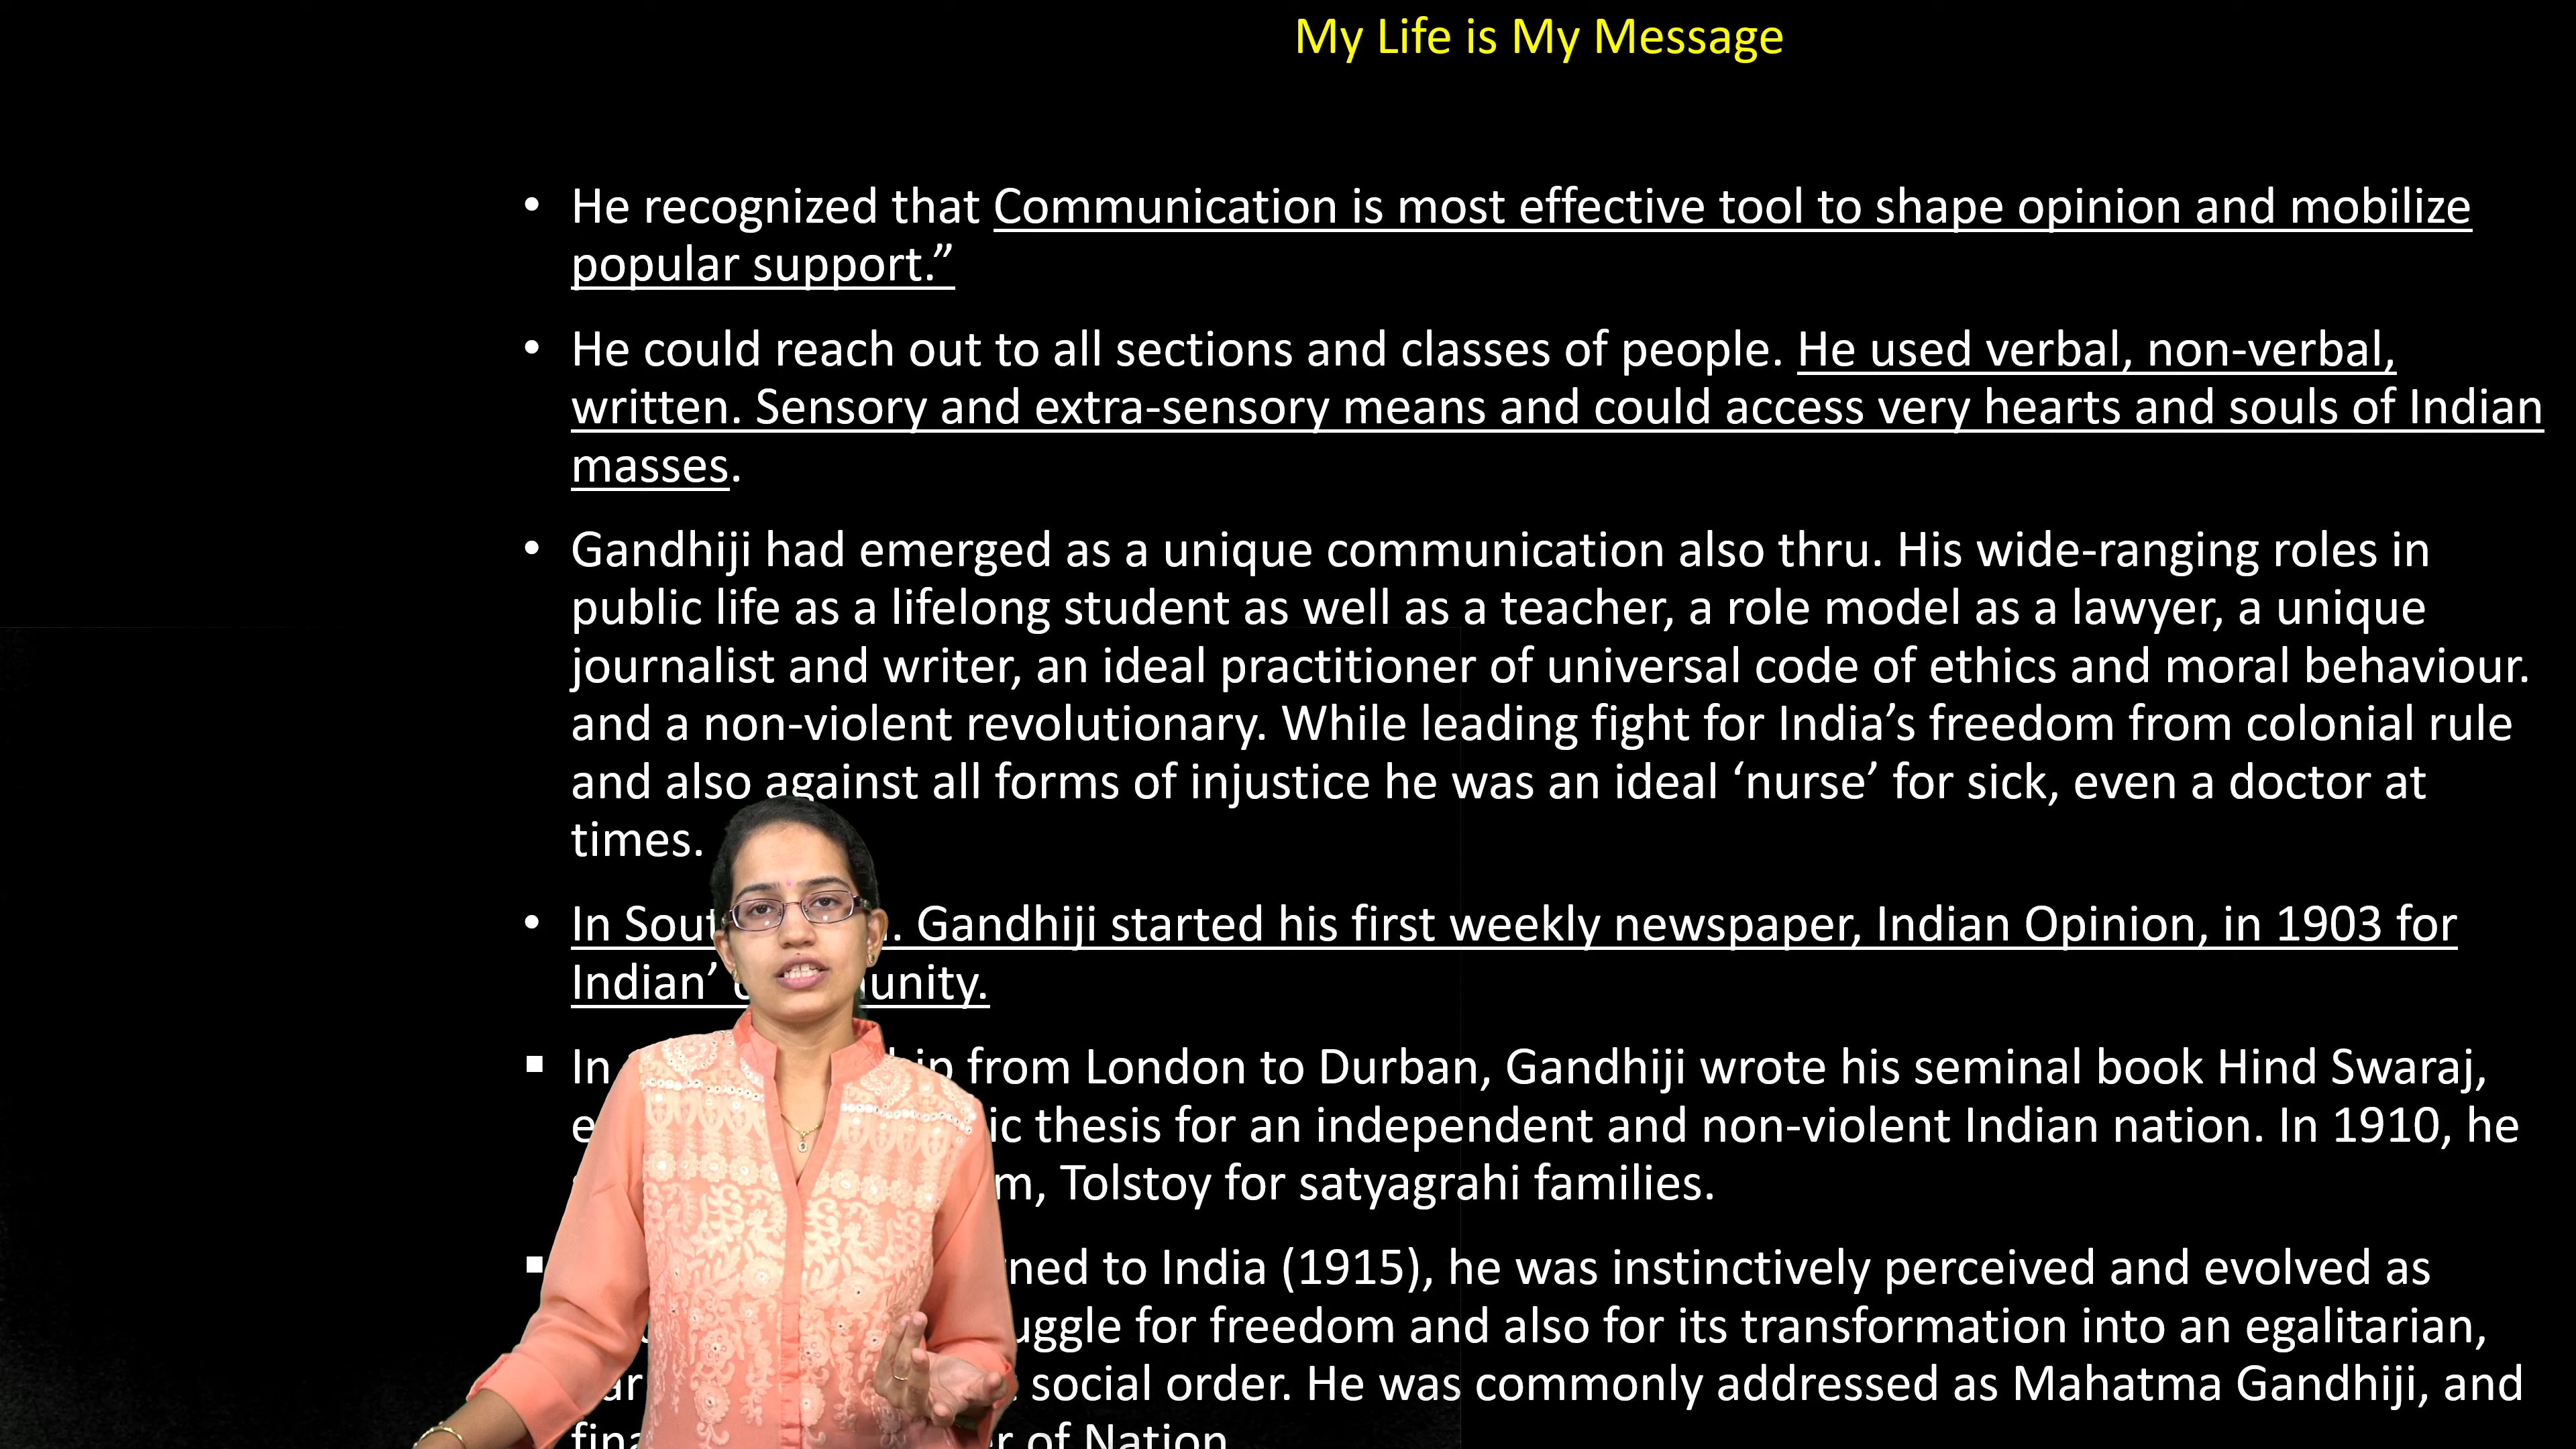 My Life is My Message
• He recognized that Communication is most effective tool to shape opinion and mobilize
popular support.”
• He could reach out to all sections and classes of people. He used verbal, non-verbal,
written. Sensory and extra-sensory means and could access very hearts and souls of Indian
masses.
• Gandhiji had emerged as a unique communication also thru. His wide-ranging roles in
public life as a lifelong student as well as a teacher, a role model as a lawyer, a unique
journalist and writer, an ideal practitioner of universal code of ethics and moral behaviour.
and a non-violent revolutionary. While leading fight for India’s freedom from colonial rule
and also against all forms of injustice he was an ideal ‘nurse’ for sick, even a doctor at
times.
• In Gandhiji started his first weekly newspaper, Indian Opinion, in 1903 for
Indian’
▪ In from London to Durban, Gandhiji wrote his seminal book Hind Swaraj,
thesis for an independent and non-violent Indian nation. In 1910, he
Tolstoy for satyagrahi families.
▪ to India (1915), he was instinctively perceived and evolved as
for freedom and also for its transformation into an egalitarian,
social order. He was commonly addressed as Mahatma Gandhiji, and
of Nation